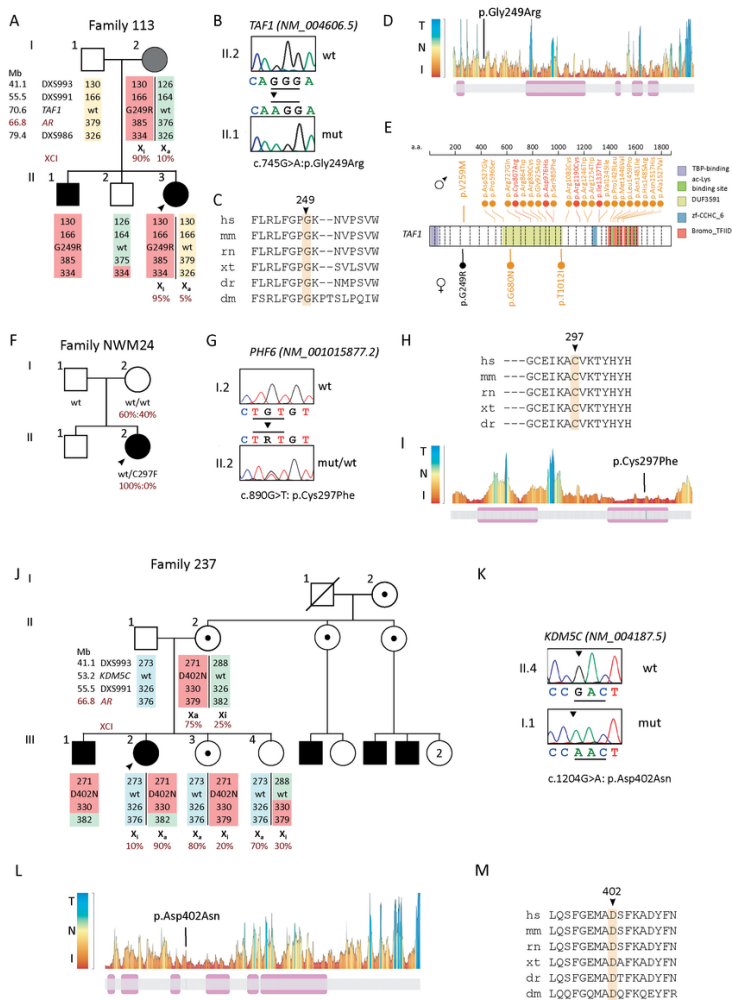 A
Family 113
I
1
2
Mb
41.1 DXS993 130 130 126
55.5 DXS991 166 166 164
70.6 TAF1 wt G249R wt
66.8 AR 379 385 376
79.4 DXS986 326 334 326
Xi Xa
XCI 90% 10%
II
1
2
3
130 126 130 130
166 164 166 166
G249R wt G249R wt
385 375 385 379
334 334 334 326
Xi Xa
95% 5%
B
TAF1 (NM_004606.5)
II.2 wt
CAGGGA
CAAGGA
II.1 mut
c.745G>A:p.Gly249Arg
C
249
hs FLRLFGPGK--NVPSVW
mm FLRLFGPGK--NVPSVW
rn FLRLFGPGK--NVPSVW
xt FLRLFGPGK--SVLSVW
dr FLRLFGPGK--NMPSVW
dm FSRLFGPGKPTSLPQIW
D
T
N
I
p.Gly249Arg
E
a.a. 0 200 400 600 800 1000 1200 1400 1600 1800
♂
p.V259M
TAF1
♀
p.G249R
p.G680N
p.T1012I
TBP-binding
ac-Lys
binding site
DUF3591
zf-CCHC_6
Bromo_TFIID
F
Family NWM24
I
1
2
wt
wt/wt
60%:40%
II
1
2
wt/C297F
100%:0%
G
PHF6 (NM_001015877.2)
I.2 wt
CTGTGT
CTRTGT
II.2 mut/wt
c.890G>T: p.Cys297Phe
H
297
hs ---GCEIKACVKTYHYH
mm ---GCEIKACVKTYHYH
rn ---GCEIKACVKTYHYH
xt ---GCEIKACVKTYHYH
dr ---GCEIKACVKTYHYH
I
T
N
I
p.Cys297Phe
J
Family 237
I
1
2
II
1
2
Mb
41.1 DXS993 273 271 288
53.2 KDM5C wt D402N wt
55.5 DXS991 326 330 326
66.8 AR 376 379 382
Xa Xi
XCI 75% 25%
III
1
2
3
4
2
271 273 271 273 271 273 288
D402N wt D402N wt D402N wt wt
330 326 330 326 330 326 330
382 376 382 376 379 376 379
Xi Xa Xa Xi Xa Xi
10% 90% 80% 20% 70% 30%
K
KDM5C (NM_004187.5)
II.4 wt
CCGACT
I.1 mut
CCAACT
c.1204G>A: p.Asp402Asn
L
T
N
I
p.Asp402Asn
M
402
hs LQSFGEMADSFKADYFN
mm LQSFGEMADSFKADYFN
rn LQSFGEMADSFKADYFN
xt LQSFGEMADAFKADYFN
dr LQSFGEMADTFKADYFN
dm LQQFGQMADQFKQEYFR